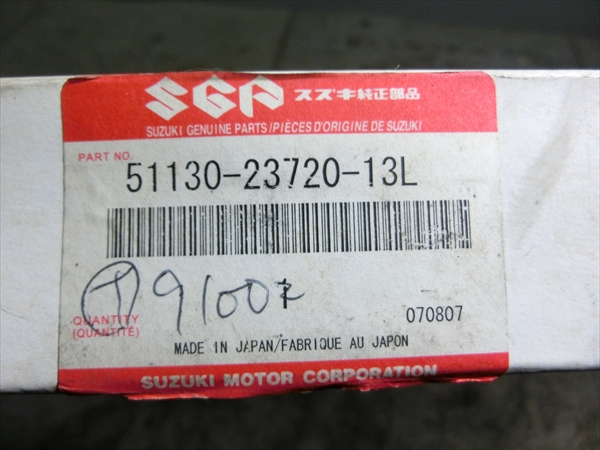 SGP スズキ純正部品
SUZUKI GENUINE PARTS/PIÈCES D'ORIGINE DE SUZUKI
PART NO.
51130-23720-13L
QUANTITY
(QUANTITÉ)
070807
MADE IN JAPAN/FABRIQUE AU JAPON
SUZUKI MOTOR CORPORATION